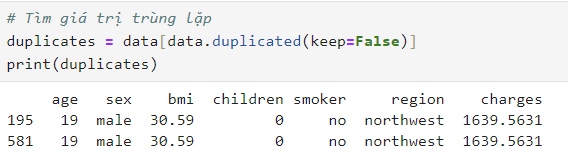 # Tìm giá trị trùng lặp
duplicates = data[data.duplicated(keep=False)]
print(duplicates)
age sex bmi children smoker region charges
195 19 male 30.59 0 no northwest 1639.5631
581 19 male 30.59 0 no northwest 1639.5631